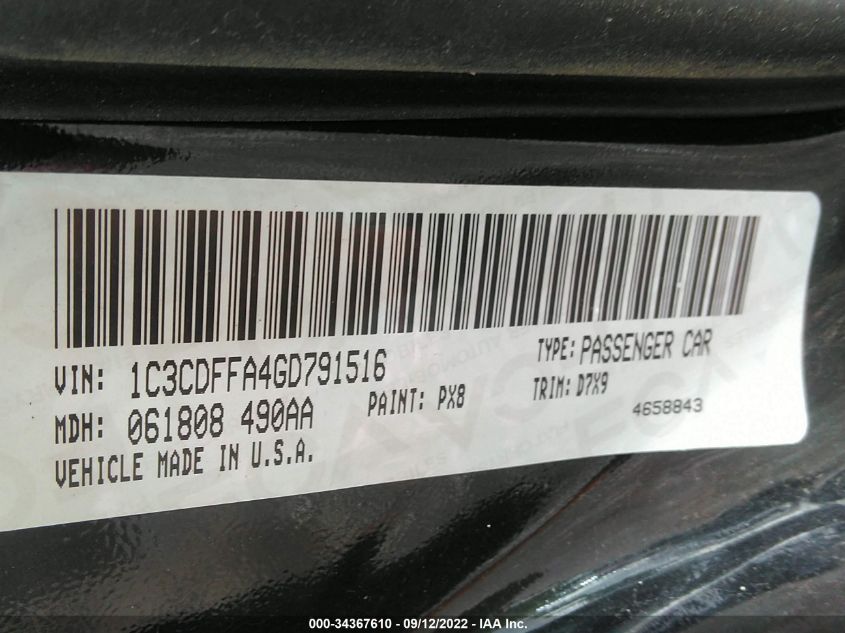 VIN: 1C3CDFFA4GD791516 TYPE: PASSENGER CAR
MDH: 061808 490AA PAINT: PX8 TRIM: D7X9
VEHICLE MADE IN U.S.A. 4658843
000-34367610 - 09/12/2022 - IAA Inc.